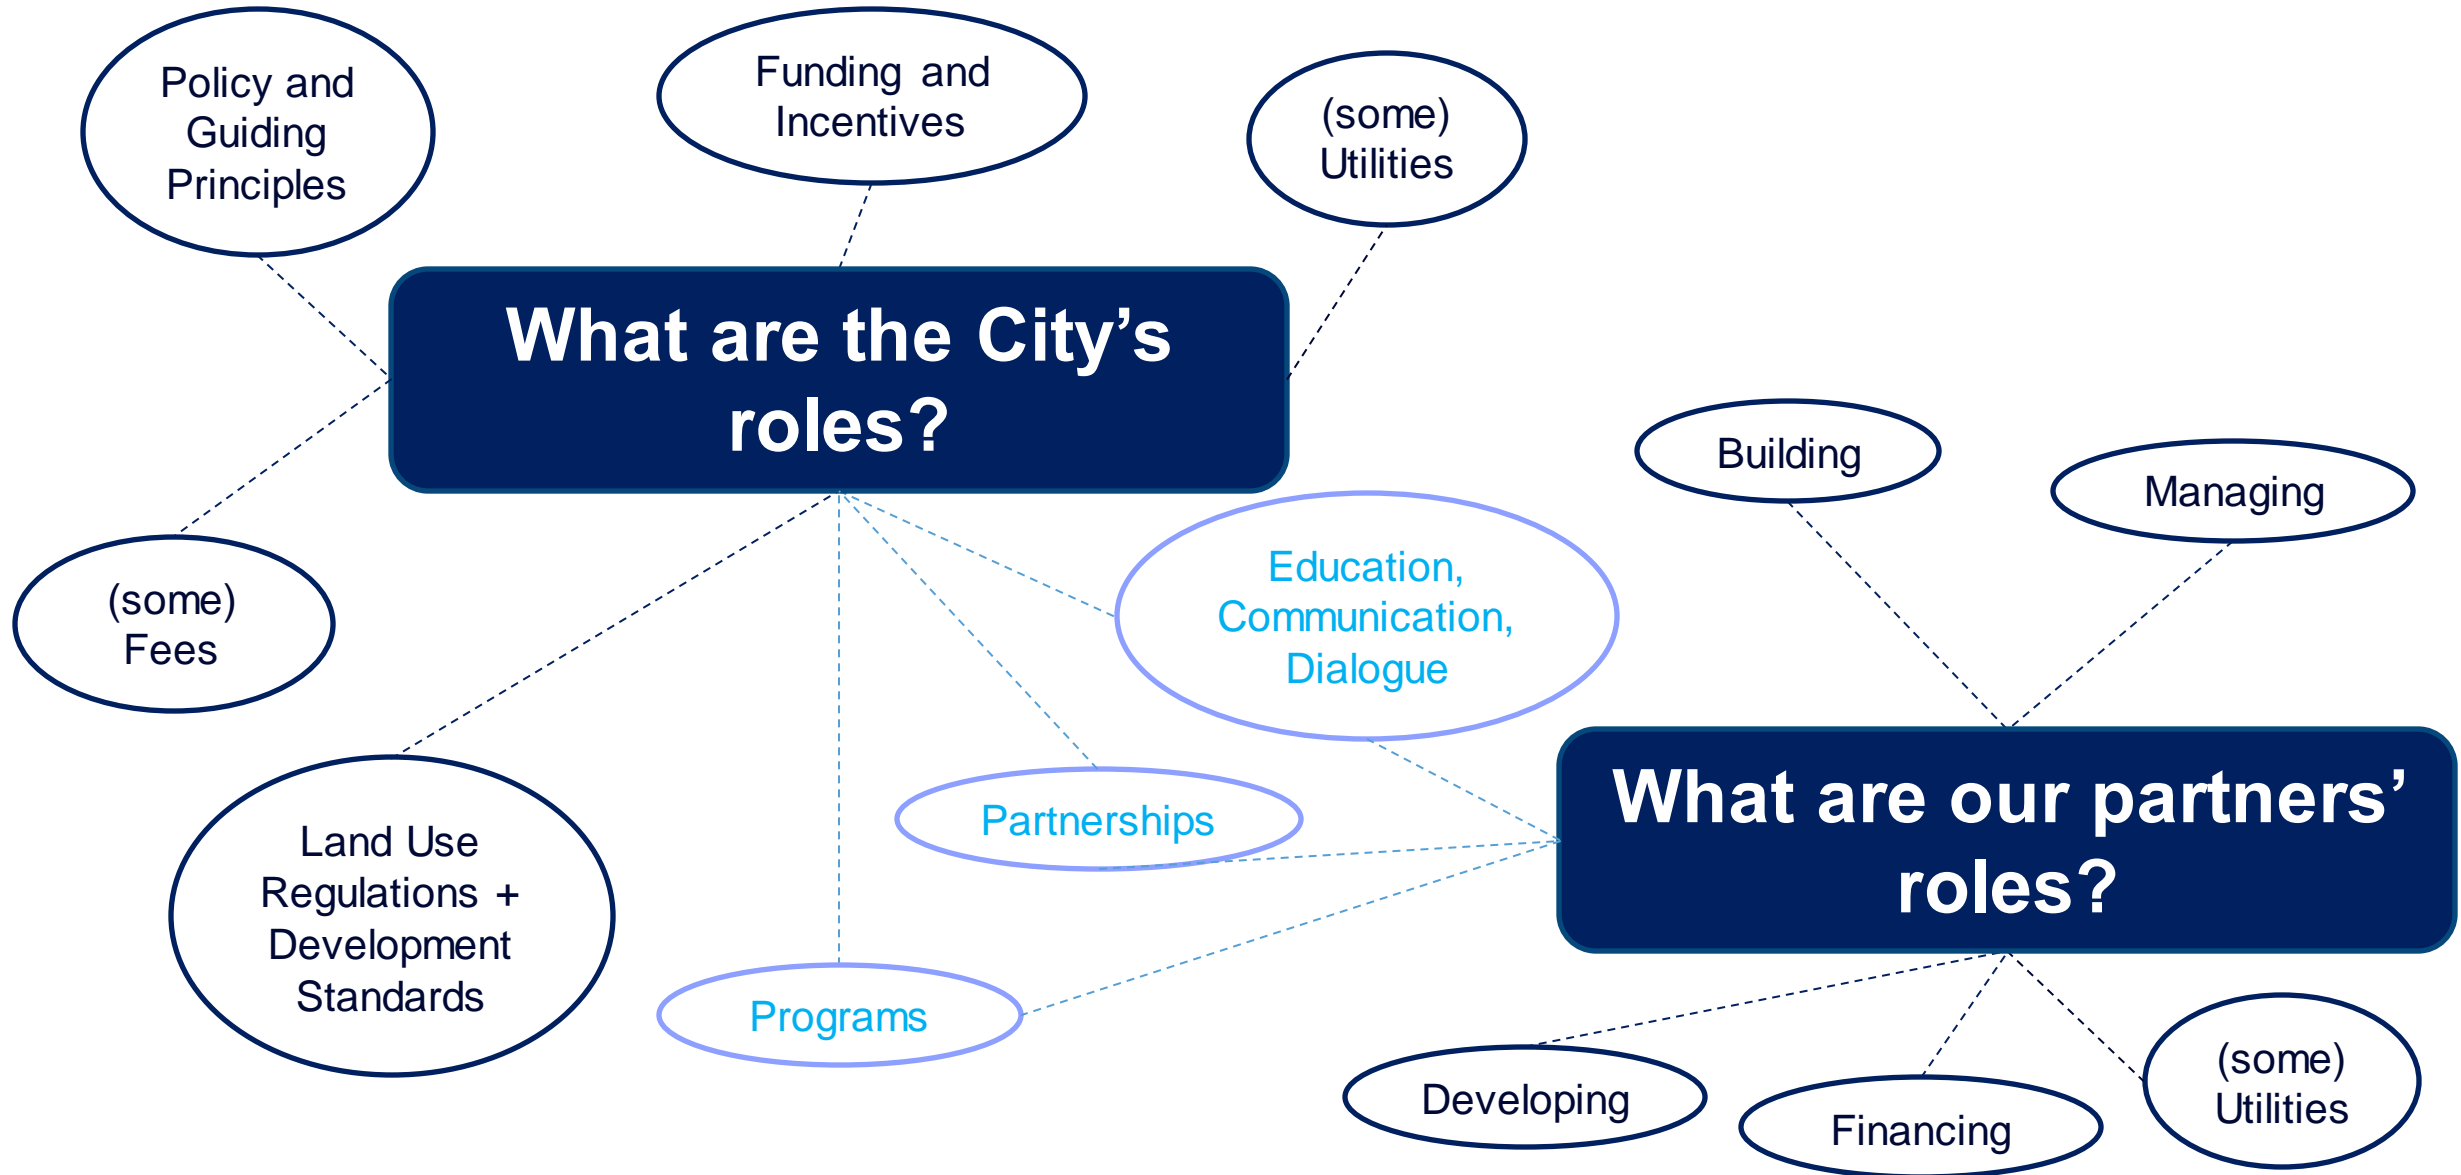 Policy and
Guiding
Principles
Funding and
Incentives
(some)
Utilities
What are the City’s
roles?
Building
Managing
(some)
Fees
Education,
Communication,
Dialogue
Land Use
Regulations +
Development
Standards
Partnerships
Programs
What are our partners’
roles?
Developing
Financing
(some)
Utilities